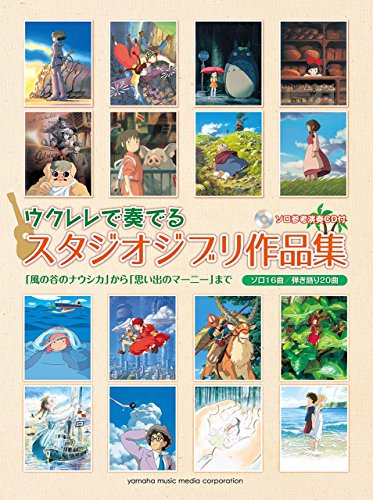 ウクレレで奏でる
ソロ参考演奏CD付
スタジオジブリ作品集
「風の谷のナウシカ」から「思い出のマーニー」まで
ソロ16曲/弾き語り20曲
yamaha music media corporation